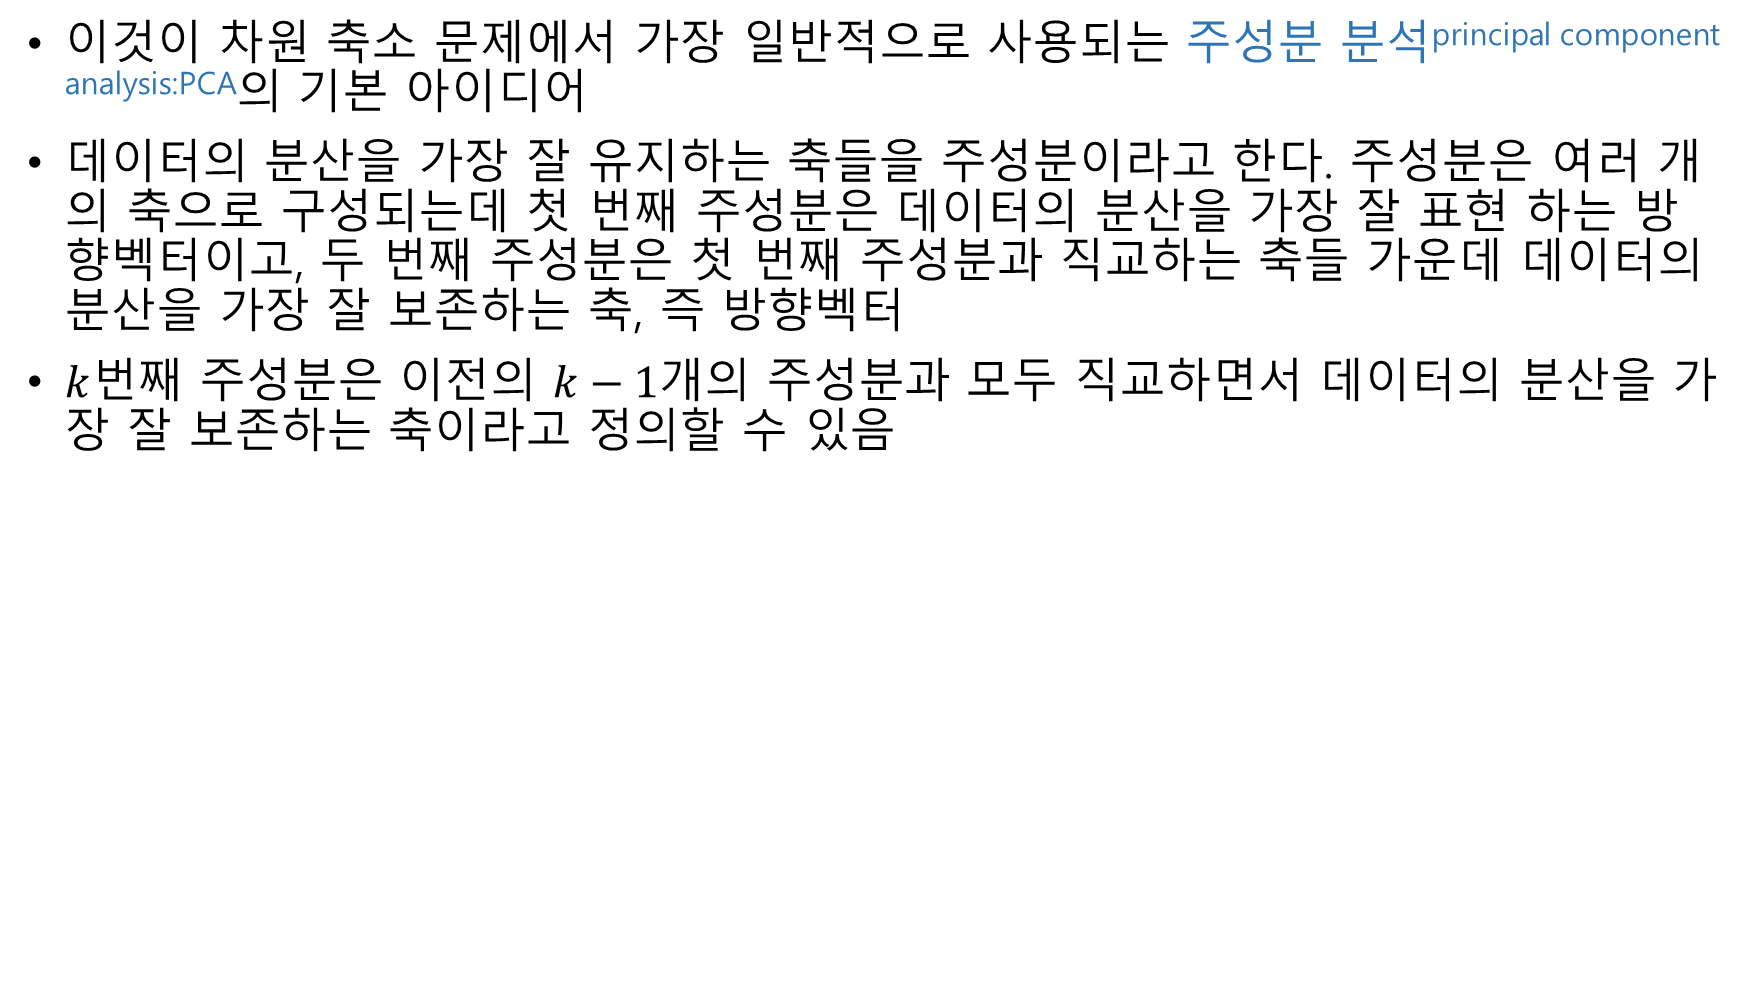 • 이것이 차원 축소 문제에서 가장 일반적으로 사용되는 주성분 분석principal component
analysis:PCA의 기본 아이디어
• 데이터의 분산을 가장 잘 유지하는 축들을 주성분이라고 한다. 주성분은 여러 개
의 축으로 구성되는데 첫 번째 주성분은 데이터의 분산을 가장 잘 표현 하는 방
향벡터이고, 두 번째 주성분은 첫 번째 주성분과 직교하는 축들 가운데 데이터의
분산을 가장 잘 보존하는 축, 즉 방향벡터
• k번째 주성분은 이전의 k − 1개의 주성분과 모두 직교하면서 데이터의 분산을 가
장 잘 보존하는 축이라고 정의할 수 있음